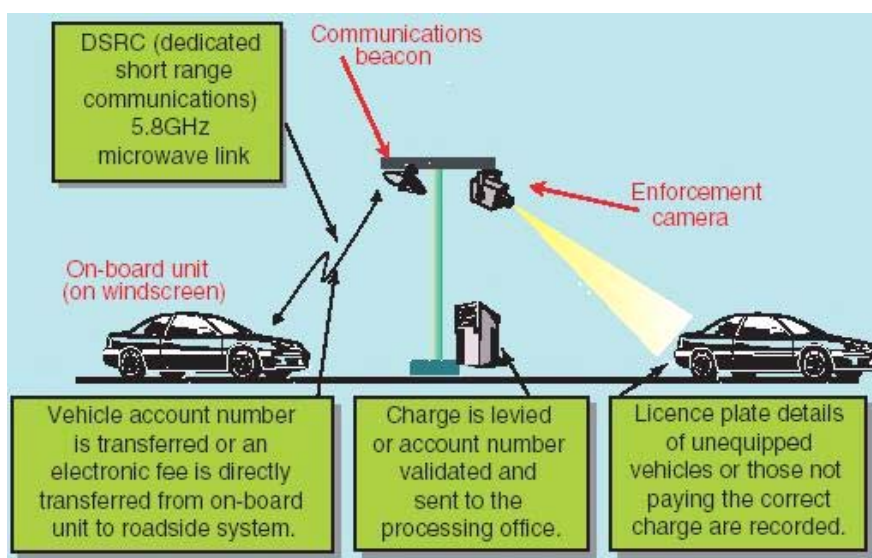 DSRC (dedicated
short range
communications)
5.8GHz
microwave link
Communications
beacon
Enforcement
camera
On-board unit
(on windscreen)
Vehicle account number
is transferred or an
electronic fee is directly
transferred from on-board
unit to roadside system.
Charge is levied
or account number
validated and
sent to the
processing office.
Licence plate details
of unequipped
vehicles or those not
paying the correct
charge are recorded.